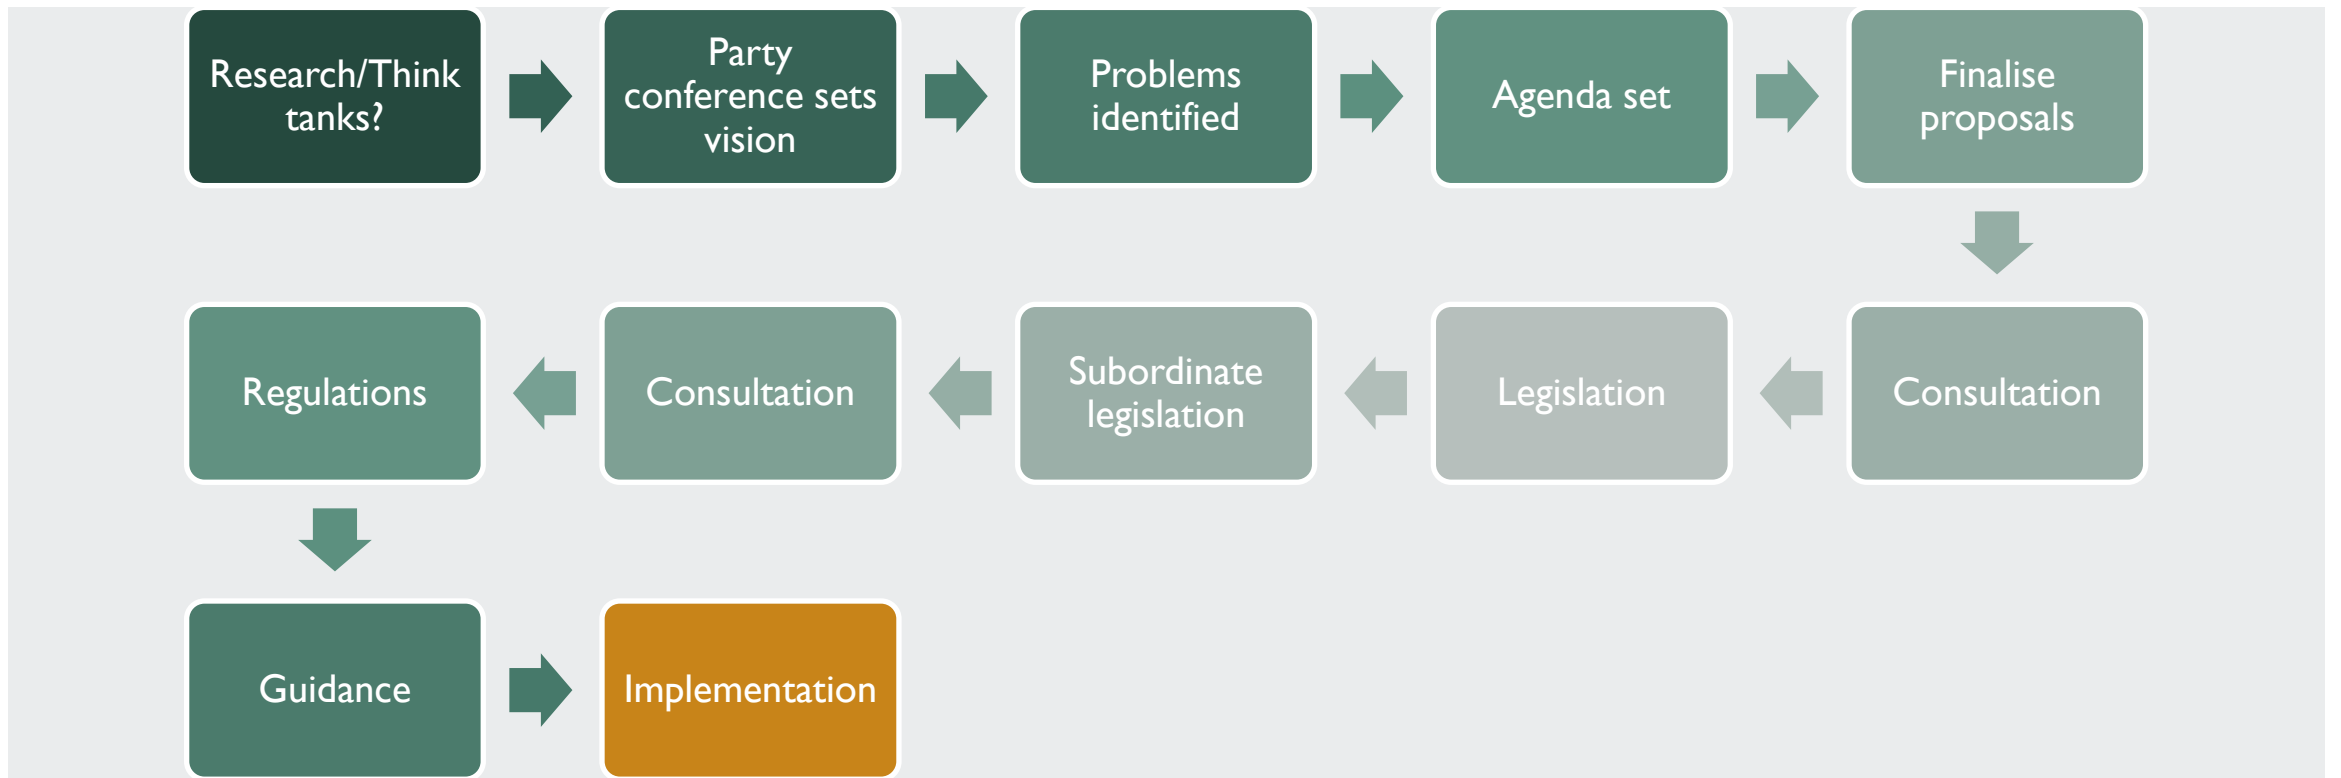 Research/Think
tanks?
Party
conference sets
vision
Problems
identified
Agenda set
Finalise
proposals
Consultation
Legislation
Subordinate
legislation
Consultation
Regulations
Guidance
Implementation